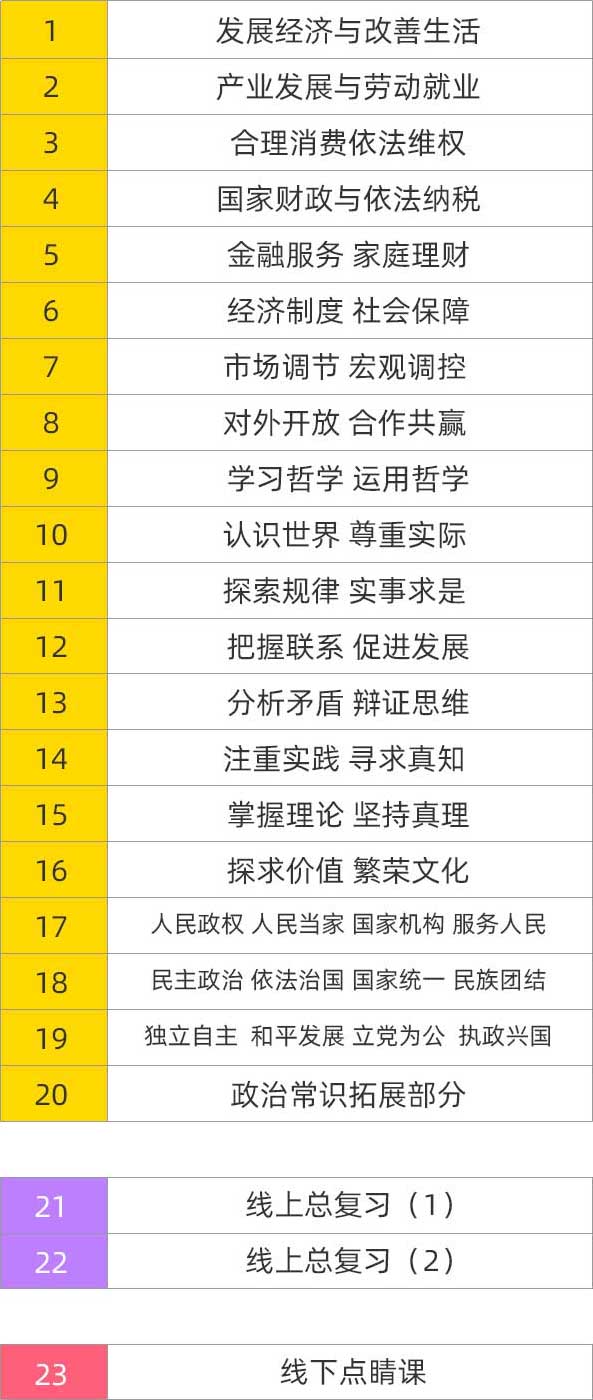 1 发展经济与改善生活
2 产业发展与劳动就业
3 合理消费依法维权
4 国家财政与依法纳税
5 金融服务 家庭理财
6 经济制度 社会保障
7 市场调节 宏观调控
8 对外开放 合作共赢
9 学习哲学 运用哲学
10 认识世界 尊重实际
11 探索规律 实事求是
12 把握联系 促进发展
13 分析矛盾 辩证思维
14 注重实践 寻求真知
15 掌握理论 坚持真理
16 探求价值 繁荣文化
17 人民政权 人民当家 国家机构 服务人民
18 民主政治 依法治国 国家统一 民族团结
19 独立自主 和平发展 立党为公 执政兴国
20 政治常识拓展部分
21 线上总复习（1）
22 线上总复习（2）
23 线下点睛课